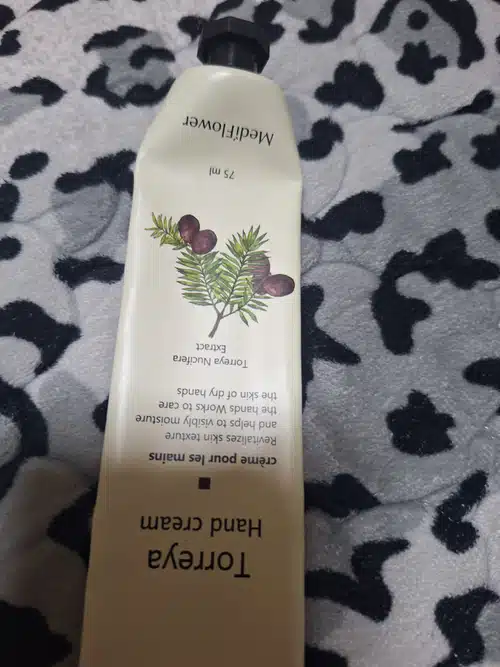 Torreya
Hand cream
crème pour les mains
Revitalizes skin texture
and helps to visibly moisture
the hands Works to care
the skin of dry hands
Torreya Nucifera
Extract
75 ml
MediFlower